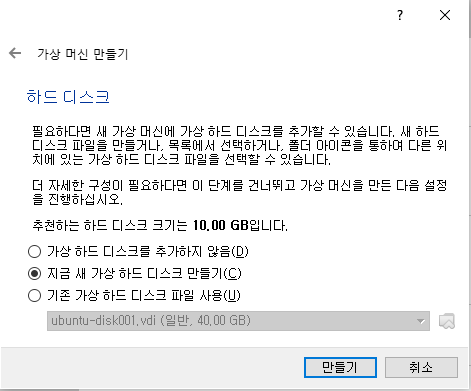 ?
가상 머신 만들기
하드 디스크
필요하다면 새 가상 머신에 가상 하드 디스크를 추가할 수 있습니다. 새 하드
디스크 파일을 만들거나, 목록에서 선택하거나, 폴더 아이콘을 통하여 다른 위
치에 있는 가상 하드 디스크 파일을 선택할 수 있습니다.
더 자세한 구성이 필요하다면 이 단계를 건너뛰고 가상 머신을 만든 다음 설정
을 진행하십시오.
추천하는 하드 디스크 크기는 10.00 GB입니다.
가상 하드 디스크를 추가하지 않음(D)
지금 새 가상 하드 디스크 만들기(C)
기존 가상 하드 디스크 파일 사용(U)
ubuntu-disk001.vdi (일반, 40.00 GB)
만들기 취소